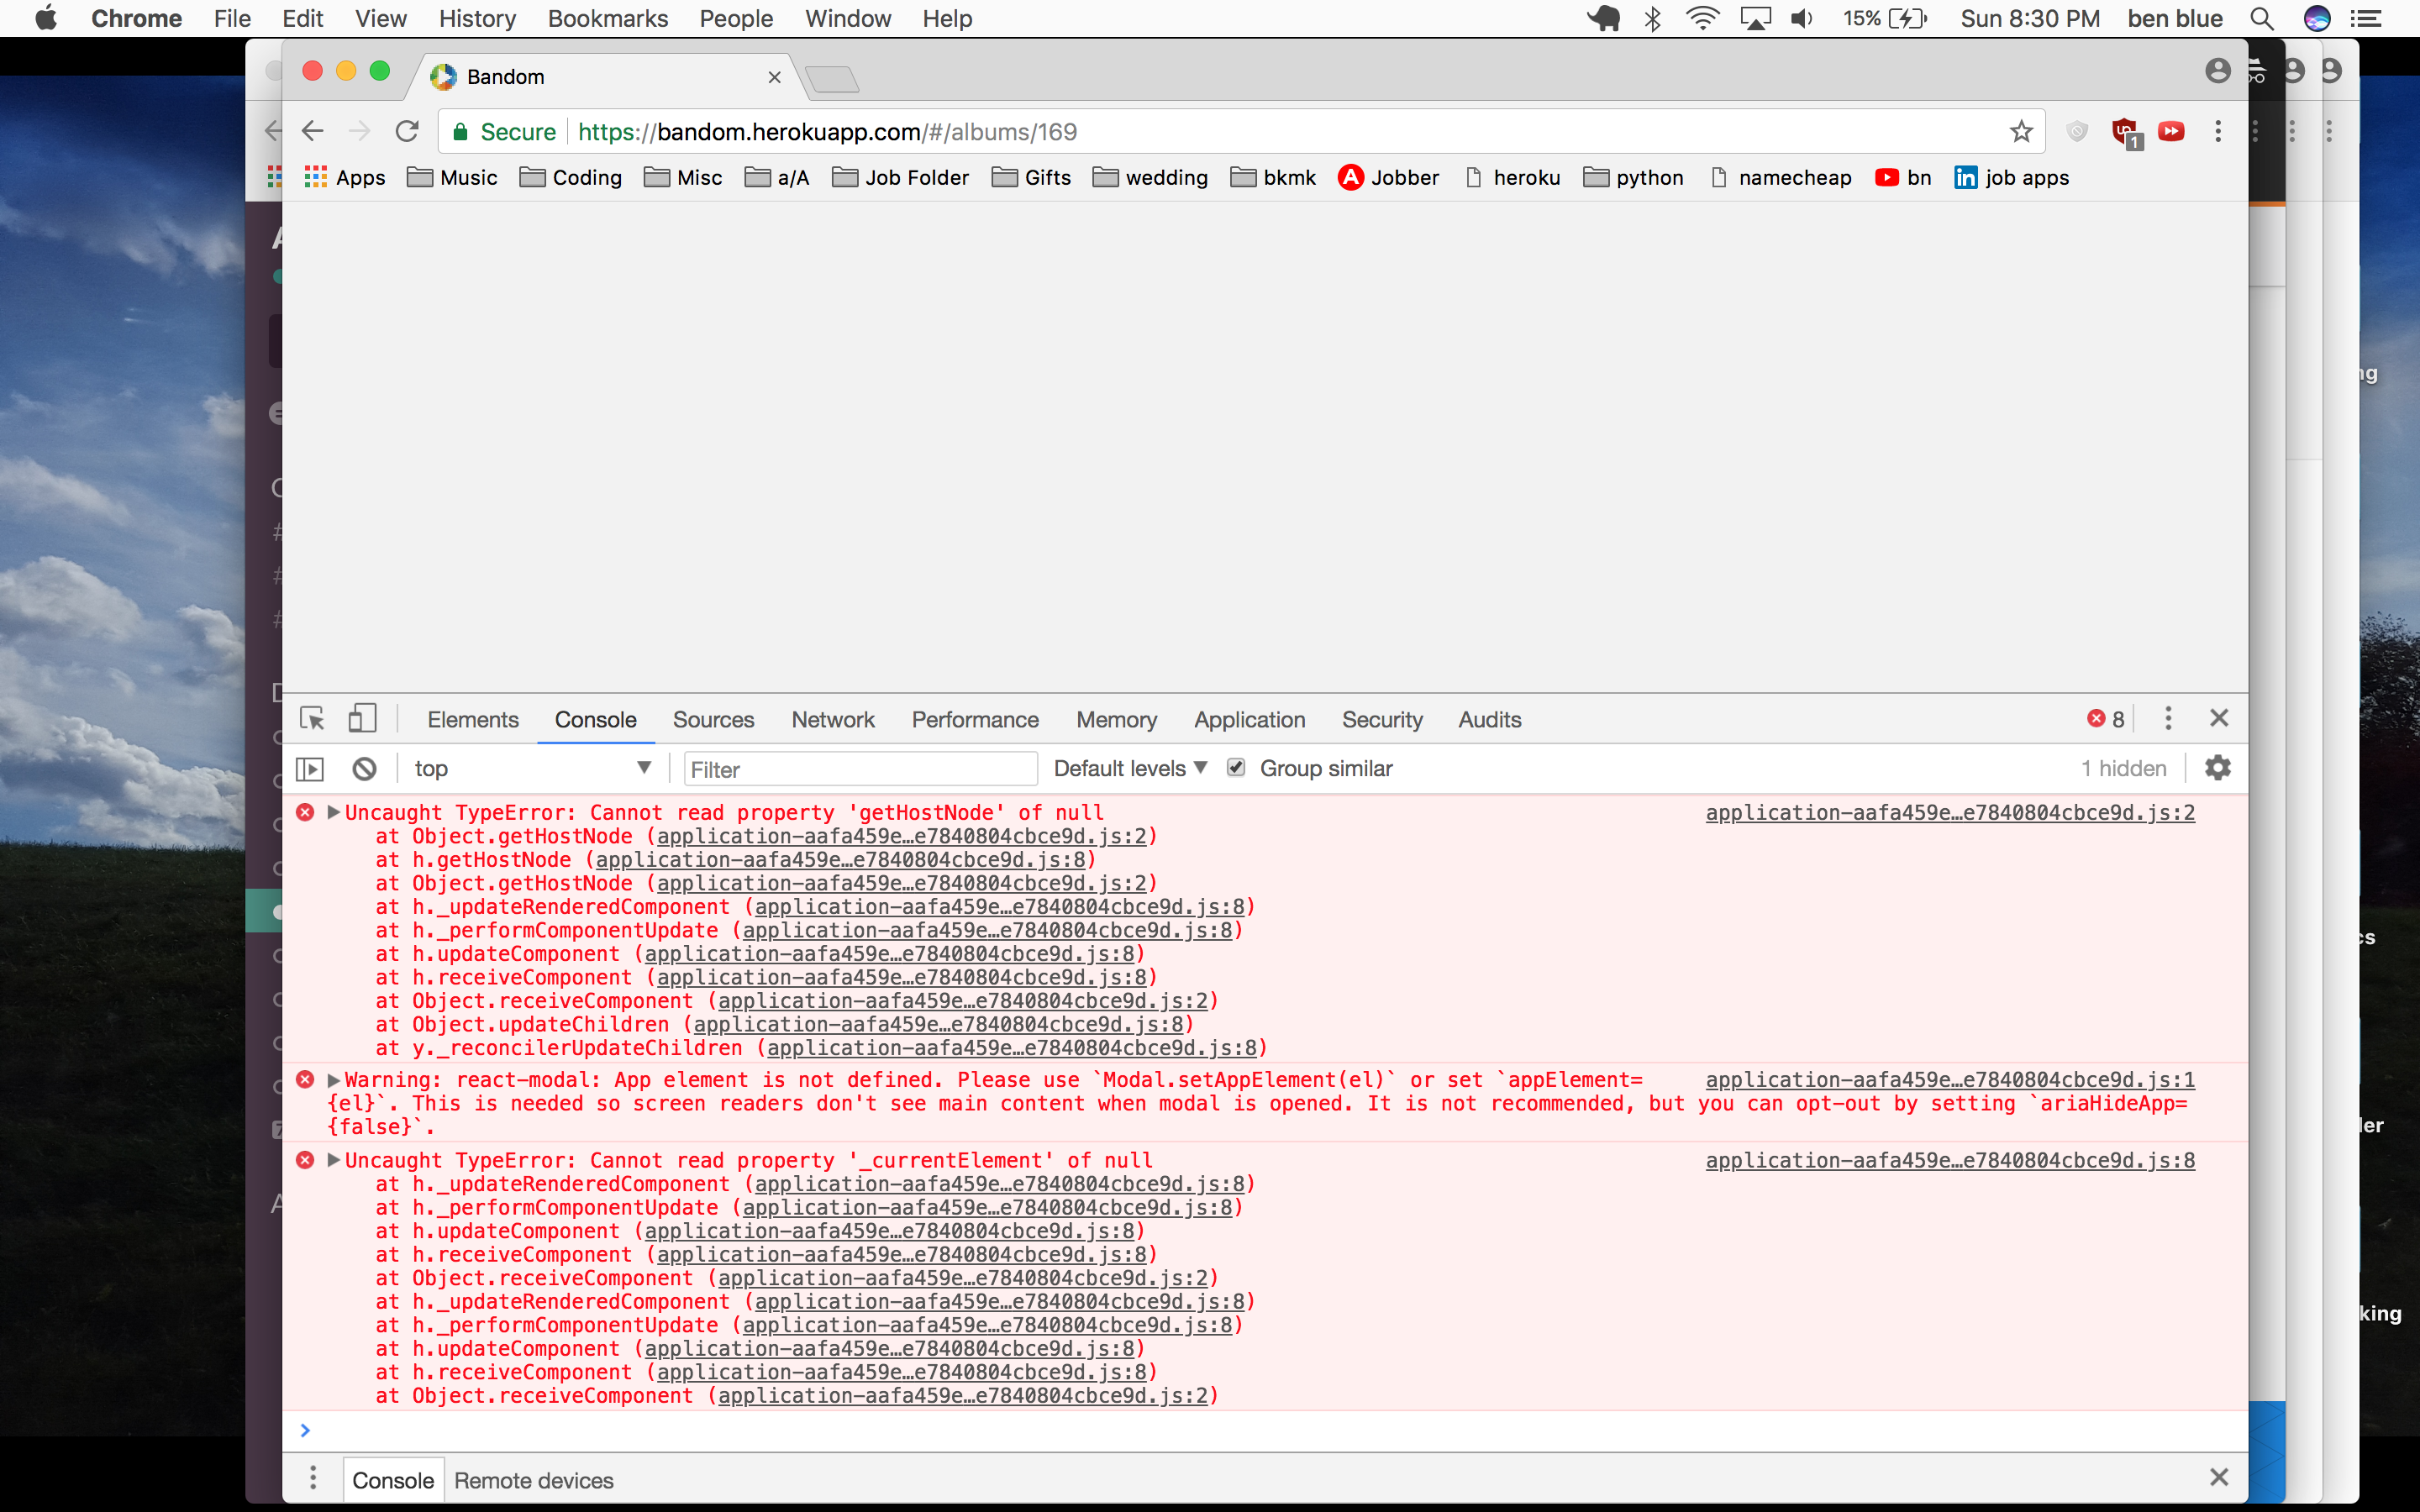 Chrome File Edit View History Bookmarks People Window Help 15% Sun 8:30 PM ben blue
Bandom
Secure https://bandom.herokuapp.com/#/albums/169
1
Apps Music Coding Misc a/A Job Folder Gifts wedding bkmk Jobber heroku python namecheap bn job apps
Elements Console Sources Network Performance Memory Application Security Audits 8
top Filter Default levels Group similar 1 hidden
Uncaught TypeError: Cannot read property 'getHostNode' of null application-aafa459e…e7840804cbce9d.js:2
at Object.getHostNode (application-aafa459e…e7840804cbce9d.js:2)
at h.getHostNode (application-aafa459e…e7840804cbce9d.js:8)
at Object.getHostNode (application-aafa459e…e7840804cbce9d.js:2)
at h._updateRenderedComponent (application-aafa459e…e7840804cbce9d.js:8)
at h._performComponentUpdate (application-aafa459e…e7840804cbce9d.js:8)
at h.updateComponent (application-aafa459e…e7840804cbce9d.js:8)
at h.receiveComponent (application-aafa459e…e7840804cbce9d.js:8)
at Object.receiveComponent (application-aafa459e…e7840804cbce9d.js:2)
at Object.updateChildren (application-aafa459e…e7840804cbce9d.js:8)
at y._reconcilerUpdateChildren (application-aafa459e…e7840804cbce9d.js:8)
Warning: react-modal: App element is not defined. Please use `Modal.setAppElement(el)` or set `appElement= application-aafa459e…e7840804cbce9d.js:1
{el}`. This is needed so screen readers don't see main content when modal is opened. It is not recommended, but you can opt-out by setting `ariaHideApp=
{false}`.
Uncaught TypeError: Cannot read property '_currentElement' of null application-aafa459e…e7840804cbce9d.js:8
at h._updateRenderedComponent (application-aafa459e…e7840804cbce9d.js:8)
at h._performComponentUpdate (application-aafa459e…e7840804cbce9d.js:8)
at h.updateComponent (application-aafa459e…e7840804cbce9d.js:8)
at h.receiveComponent (application-aafa459e…e7840804cbce9d.js:8)
at Object.receiveComponent (application-aafa459e…e7840804cbce9d.js:2)
at h._updateRenderedComponent (application-aafa459e…e7840804cbce9d.js:8)
at h._performComponentUpdate (application-aafa459e…e7840804cbce9d.js:8)
at h.updateComponent (application-aafa459e…e7840804cbce9d.js:8)
at h.receiveComponent (application-aafa459e…e7840804cbce9d.js:8)
at Object.receiveComponent (application-aafa459e…e7840804cbce9d.js:2)
Console Remote devices